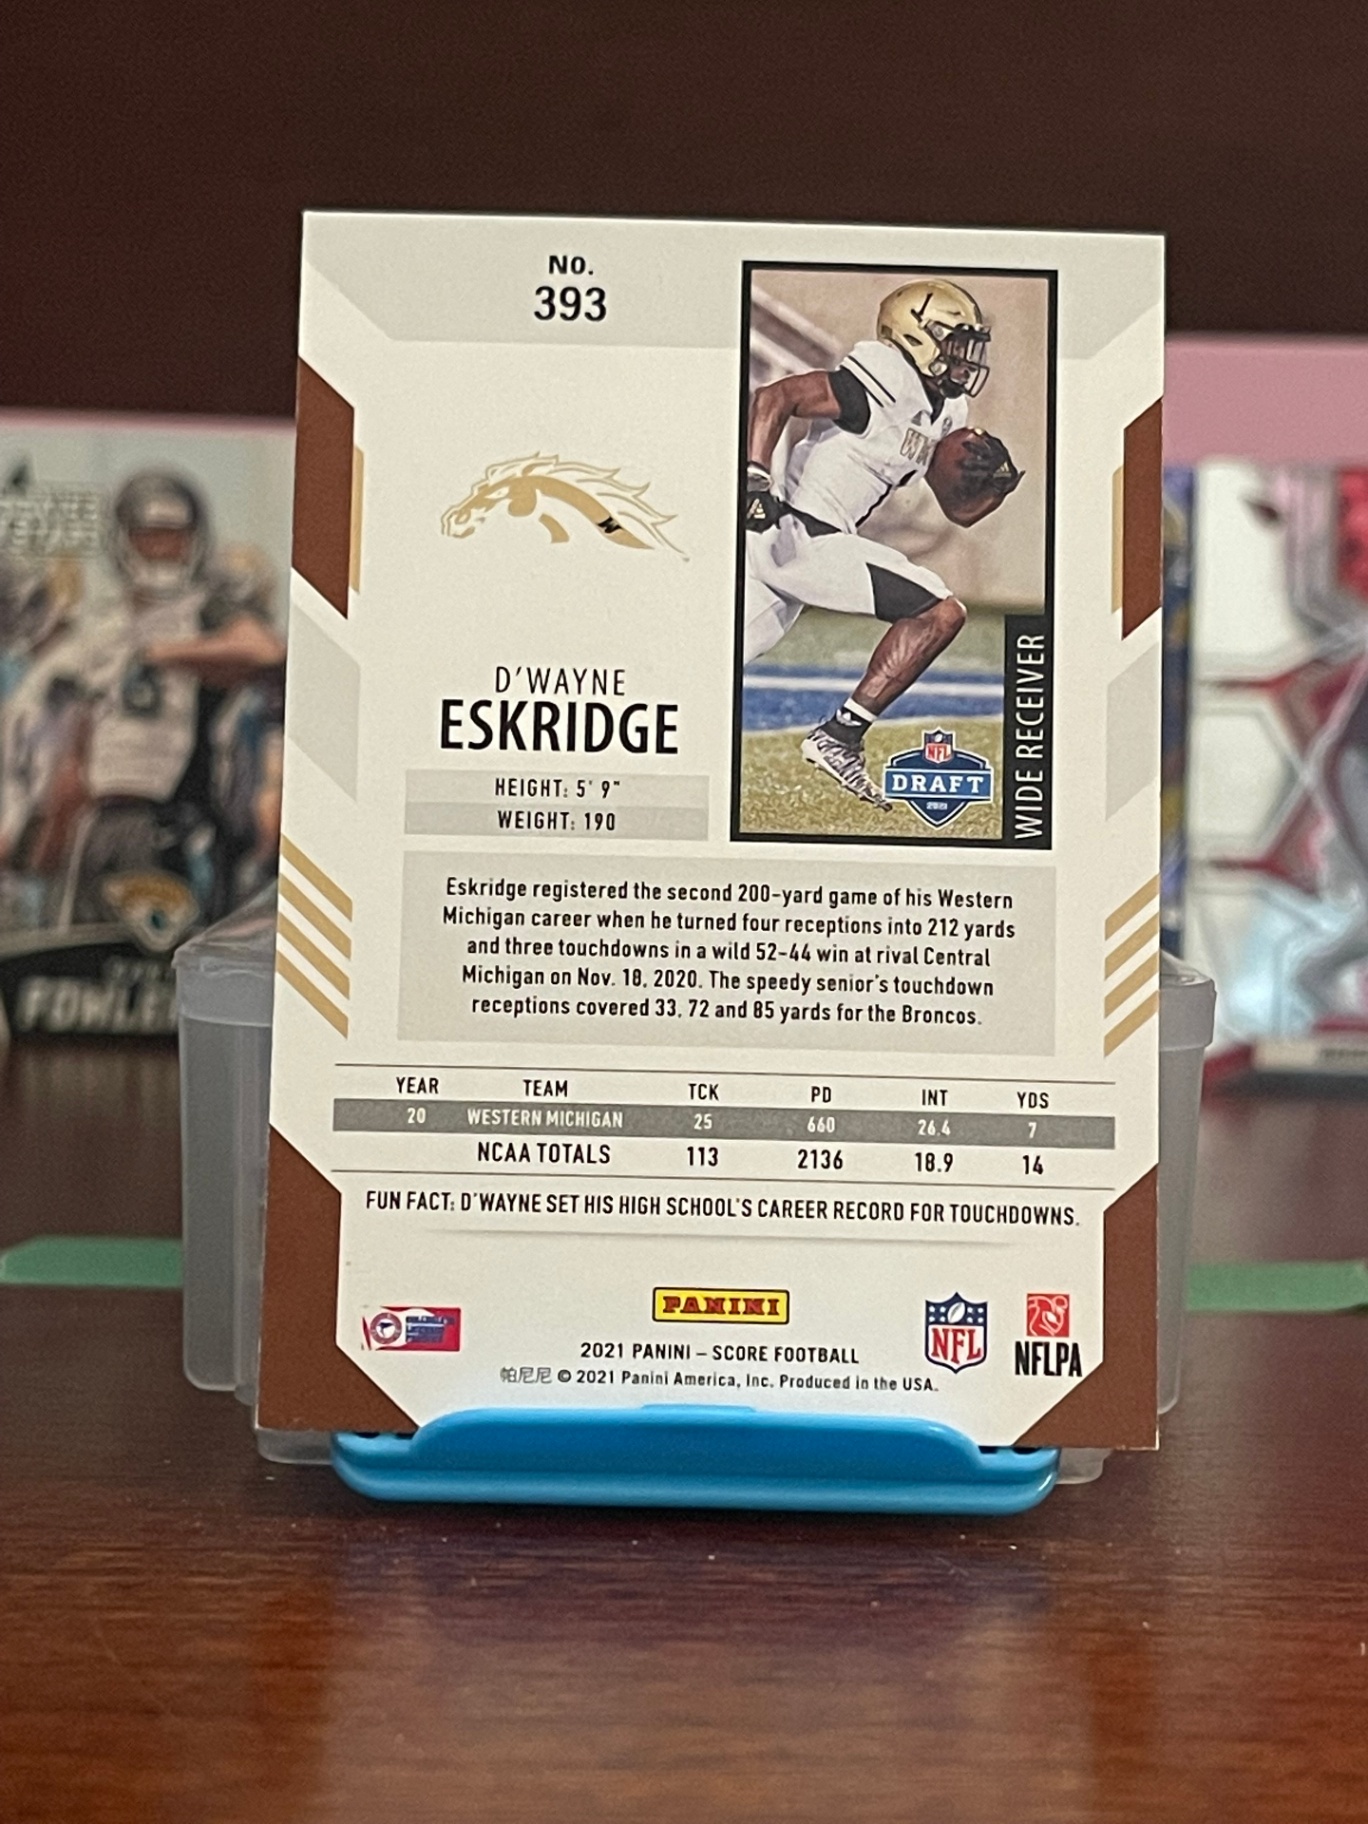 No.
393
W
WM
NFL
DRAFT
2021
WIDE RECEIVER
D'WAYNE
ESKRIDGE
HEIGHT: 5' 9"
WEIGHT: 190
Eskridge registered the second 200-yard game of his Western
Michigan career when he turned four receptions into 212 yards
and three touchdowns in a wild 52-44 win at rival Central
Michigan on Nov. 18, 2020. The speedy senior's touchdown
receptions covered 33, 72 and 85 yards for the Broncos.
YEAR TEAM TCK PD INT YDS
20 WESTERN MICHIGAN 25 660 26.4 7
NCAA TOTALS 113 2136 18.9 14
FUN FACT: D'WAYNE SET HIS HIGH SCHOOL'S CAREER RECORD FOR TOUCHDOWNS.
PANINI
NFL
NFLPA
2021 PANINI – SCORE FOOTBALL
帕尼尼 © 2021 Panini America, Inc. Produced in the USA.